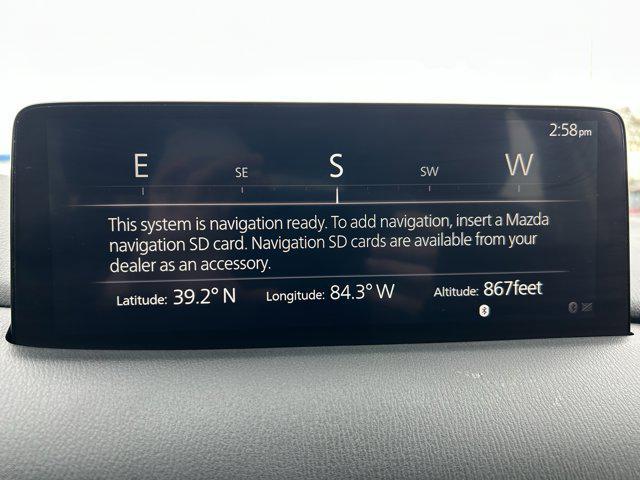 2:58pm
E SE S SW W
This system is navigation ready. To add navigation, insert a Mazda
navigation SD card. Navigation SD cards are available from your
dealer as an accessory.
Latitude: 39.2° N Longitude: 84.3° W Altitude: 867feet